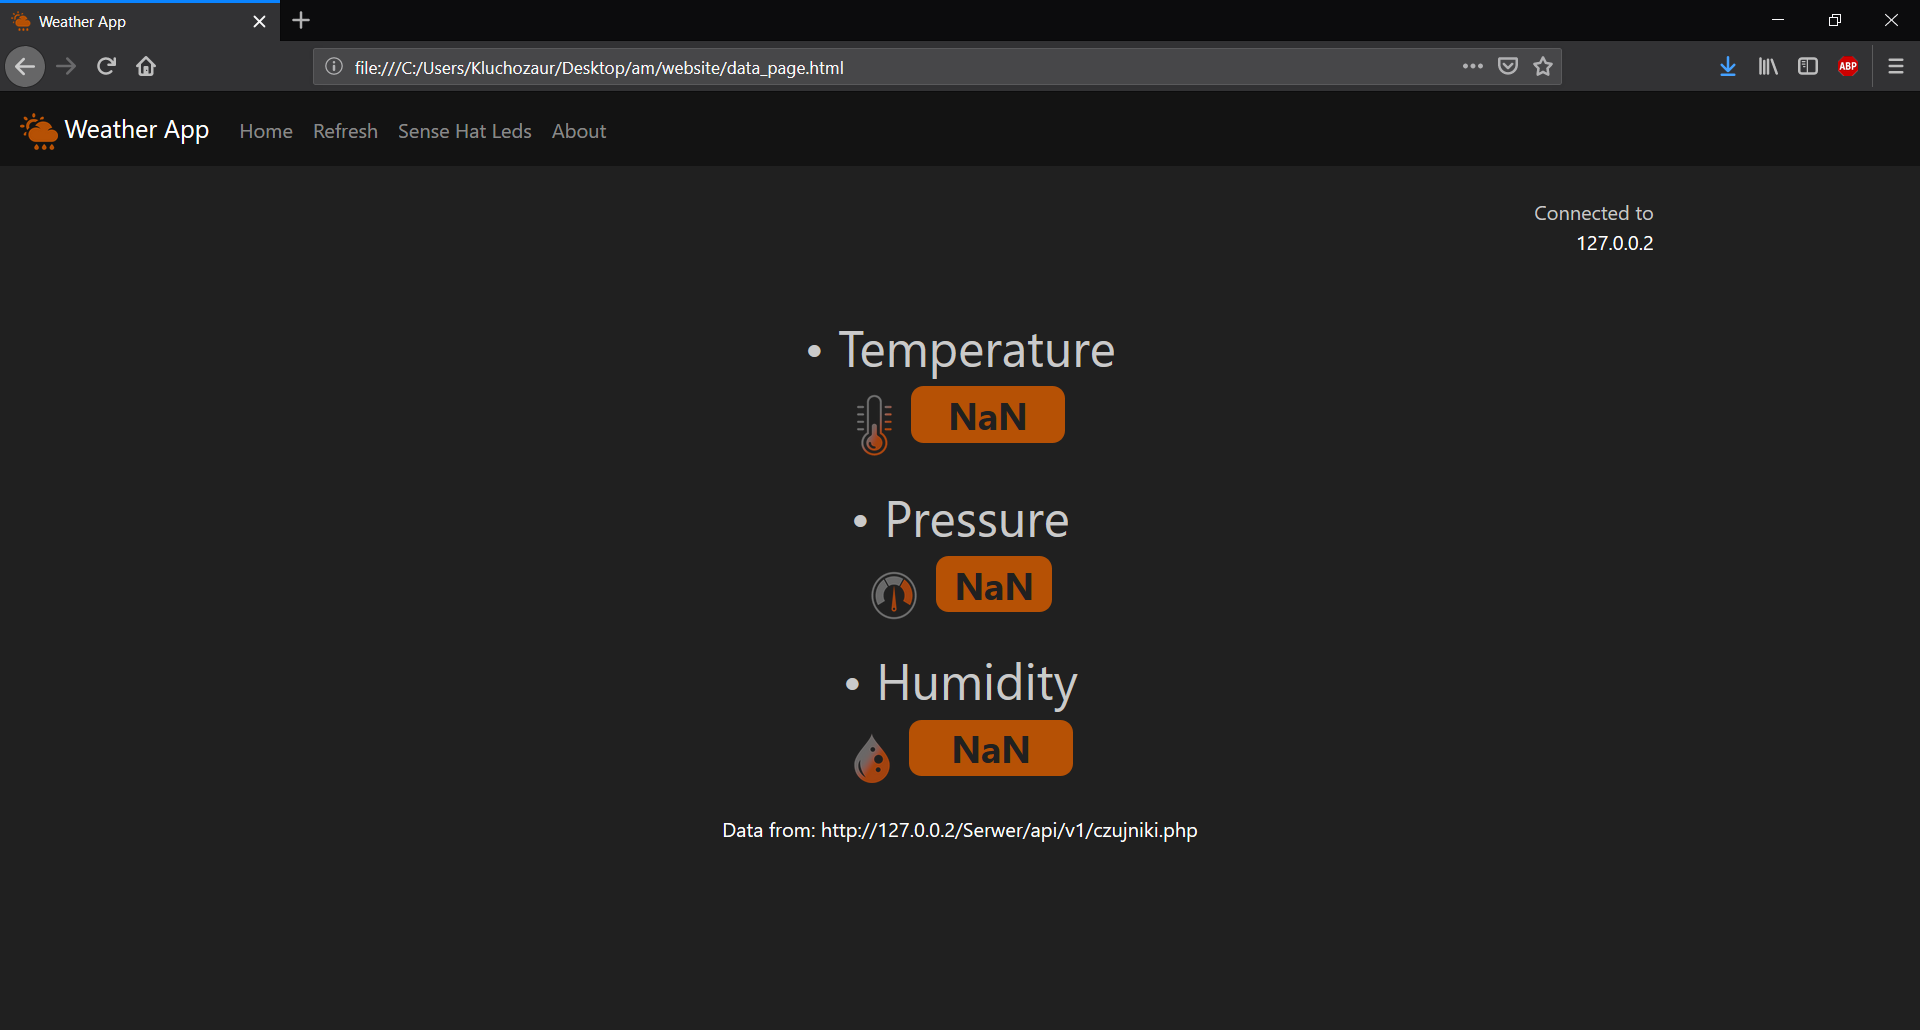 Weather App
file:///C:/Users/Kluchozaur/Desktop/am/website/data_page.html
ABP
Weather App Home Refresh Sense Hat Leds About
Connected to
127.0.0.2
• Temperature
NaN
• Pressure
NaN
• Humidity
NaN
Data from: http://127.0.0.2/Serwer/api/v1/czujniki.php